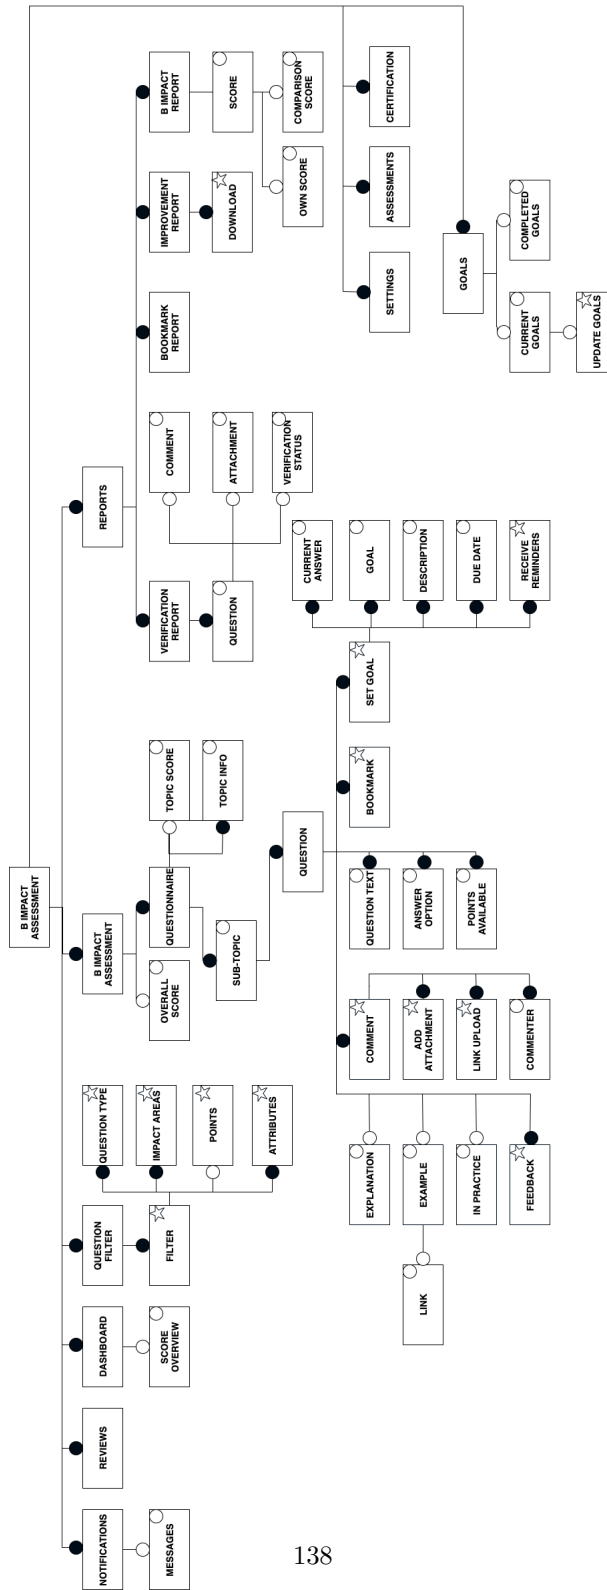 B IMPACT
ASSESSMENT
NOTIFICATIONS
MESSAGES
REVIEWS
DASHBOARD
SCORE
OVERVIEW
QUESTION
FILTER
FILTER
QUESTION TYPE
IMPACT AREAS
POINTS
ATTRIBUTES
B IMPACT
ASSESSMENT
OVERALL
SCORE
QUESTIONNAIRE
TOPIC SCORE
TOPIC INFO
SUB-TOPIC
QUESTION
EXPLANATION
EXAMPLE
LINK
IN PRACTICE
FEEDBACK
COMMENT
ADD
ATTACHMENT
LINK UPLOAD
COMMENTER
QUESTION TEXT
ANSWER
OPTION
POINTS
AVAILABLE
BOOKMARK
SET GOAL
CURRENT
ANSWER
GOAL
DESCRIPTION
DUE DATE
RECEIVE
REMINDERS
REPORTS
VERIFICATION
REPORT
QUESTION
COMMENT
ATTACHMENT
VERIFICATION
STATUS
BOOKMARK
REPORT
IMPROVEMENT
REPORT
DOWNLOAD
B IMPACT
REPORT
SCORE
OWN SCORE
COMPARISON
SCORE
SETTINGS
ASSESSMENTS
CERTIFICATION
GOALS
CURRENT
GOALS
UPDATE GOALS
COMPLETED
GOALS
138